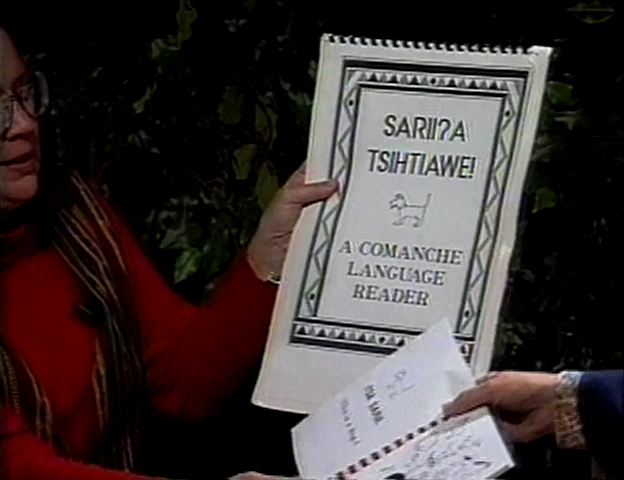 SARII?A
TSIHTIAWE!
A COMANCHE
LANGUAGE
READER